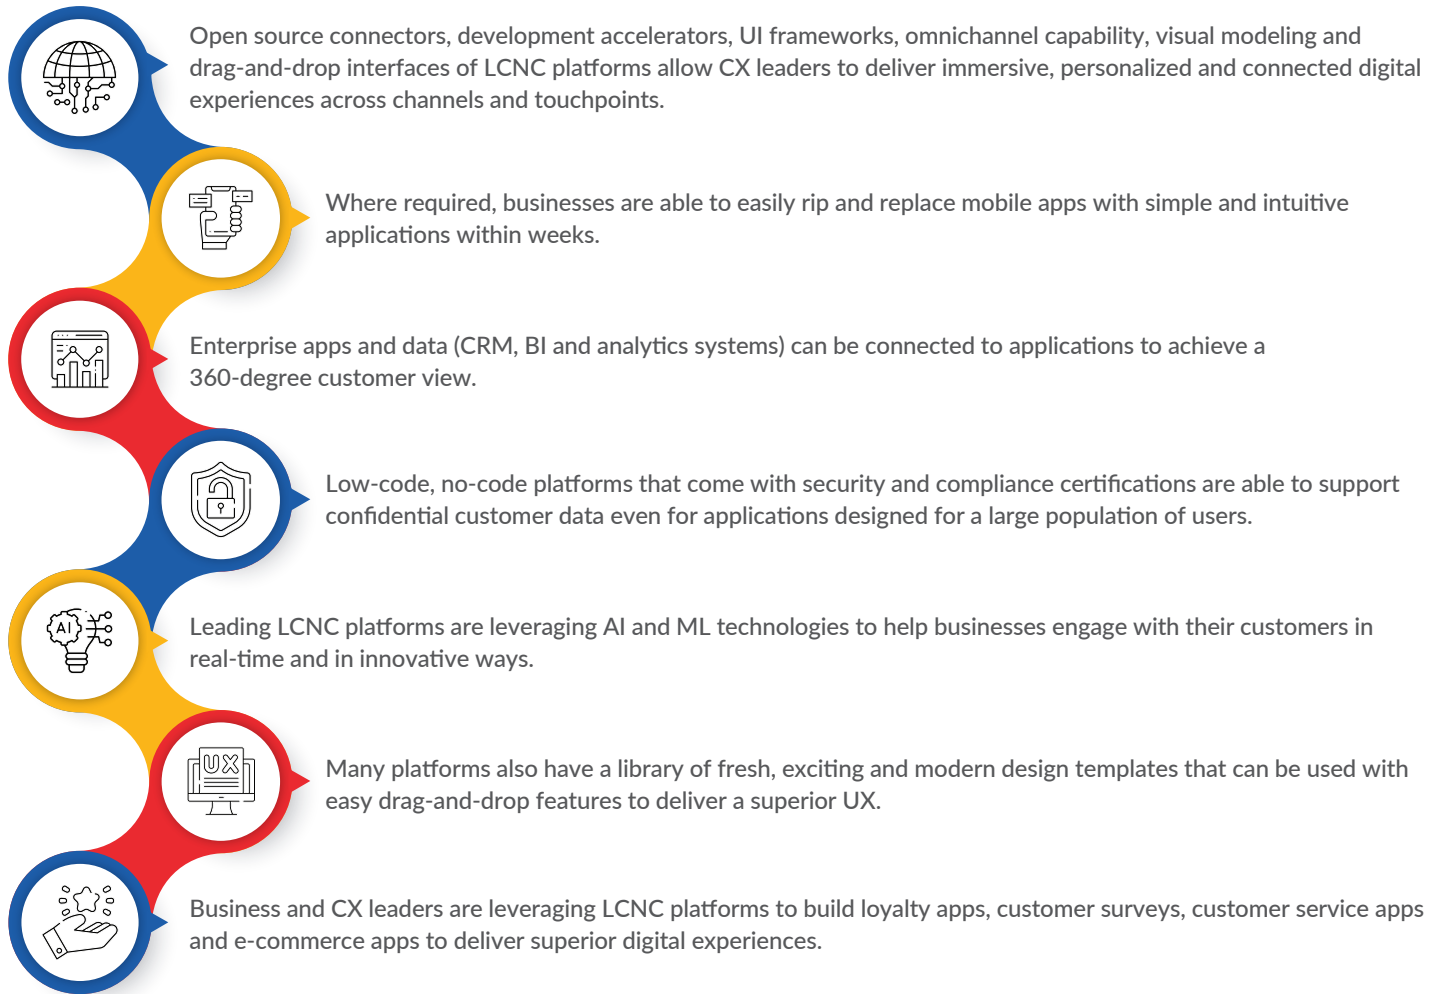 Open source connectors, development accelerators, UI frameworks, omnichannel capability, visual modeling and
drag-and-drop interfaces of LCNC platforms allow CX leaders to deliver immersive, personalized and connected digital
experiences across channels and touchpoints.
Where required, businesses are able to easily rip and replace mobile apps with simple and intuitive
applications within weeks.
Enterprise apps and data (CRM, BI and analytics systems) can be connected to applications to achieve a
360-degree customer view.
Low-code, no-code platforms that come with security and compliance certifications are able to support
confidential customer data even for applications designed for a large population of users.
AI
Leading LCNC platforms are leveraging AI and ML technologies to help businesses engage with their customers in
real-time and in innovative ways.
UX
Many platforms also have a library of fresh, exciting and modern design templates that can be used with
easy drag-and-drop features to deliver a superior UX.
Business and CX leaders are leveraging LCNC platforms to build loyalty apps, customer surveys, customer service apps
and e-commerce apps to deliver superior digital experiences.